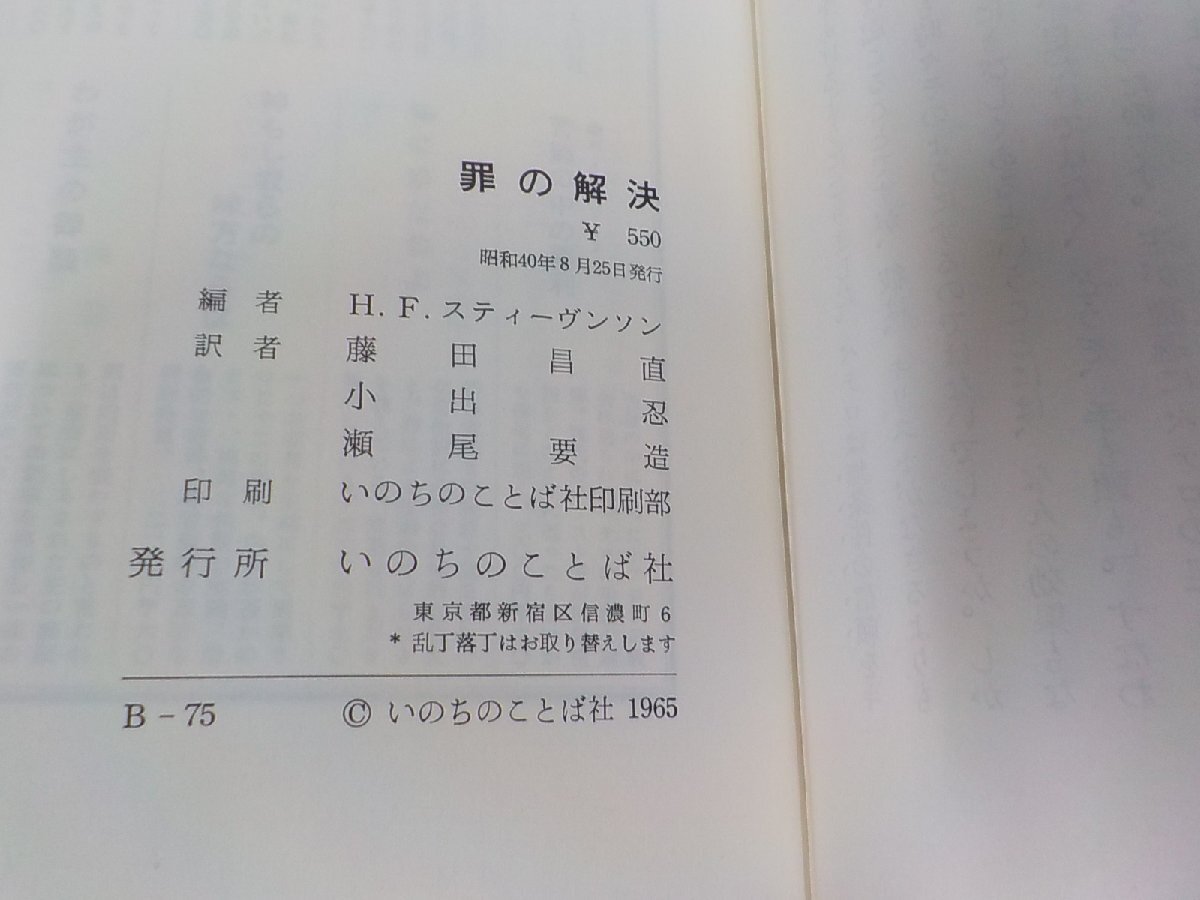 罪の解決
￥ 550
昭和40年8月25日発行
編者 H. F. スティーヴンソン
訳者 藤田昌直
小出忍
瀬尾要造
印刷 いのちのことば社印刷部
発行所 いのちのことば社
東京都新宿区信濃町6
* 乱丁落丁はお取り替えします
B－75 © いのちのことば社 1965